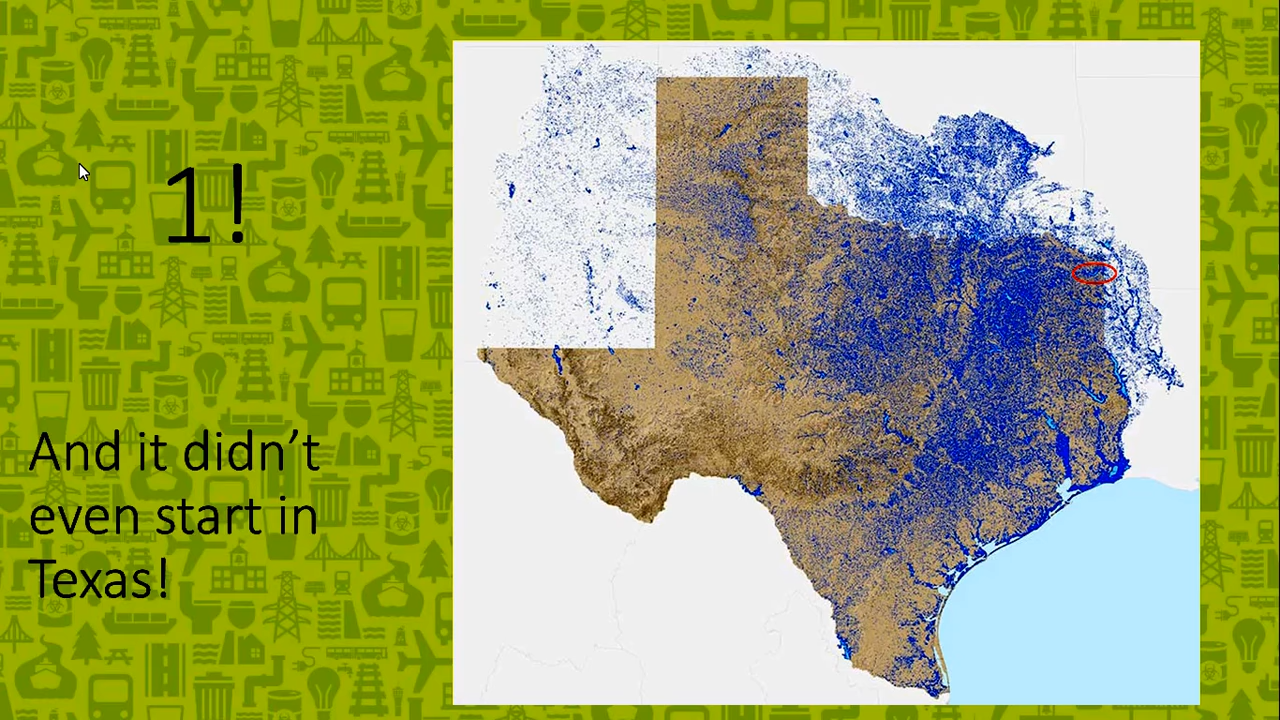 1!
And it didn’t
even start in
Texas!